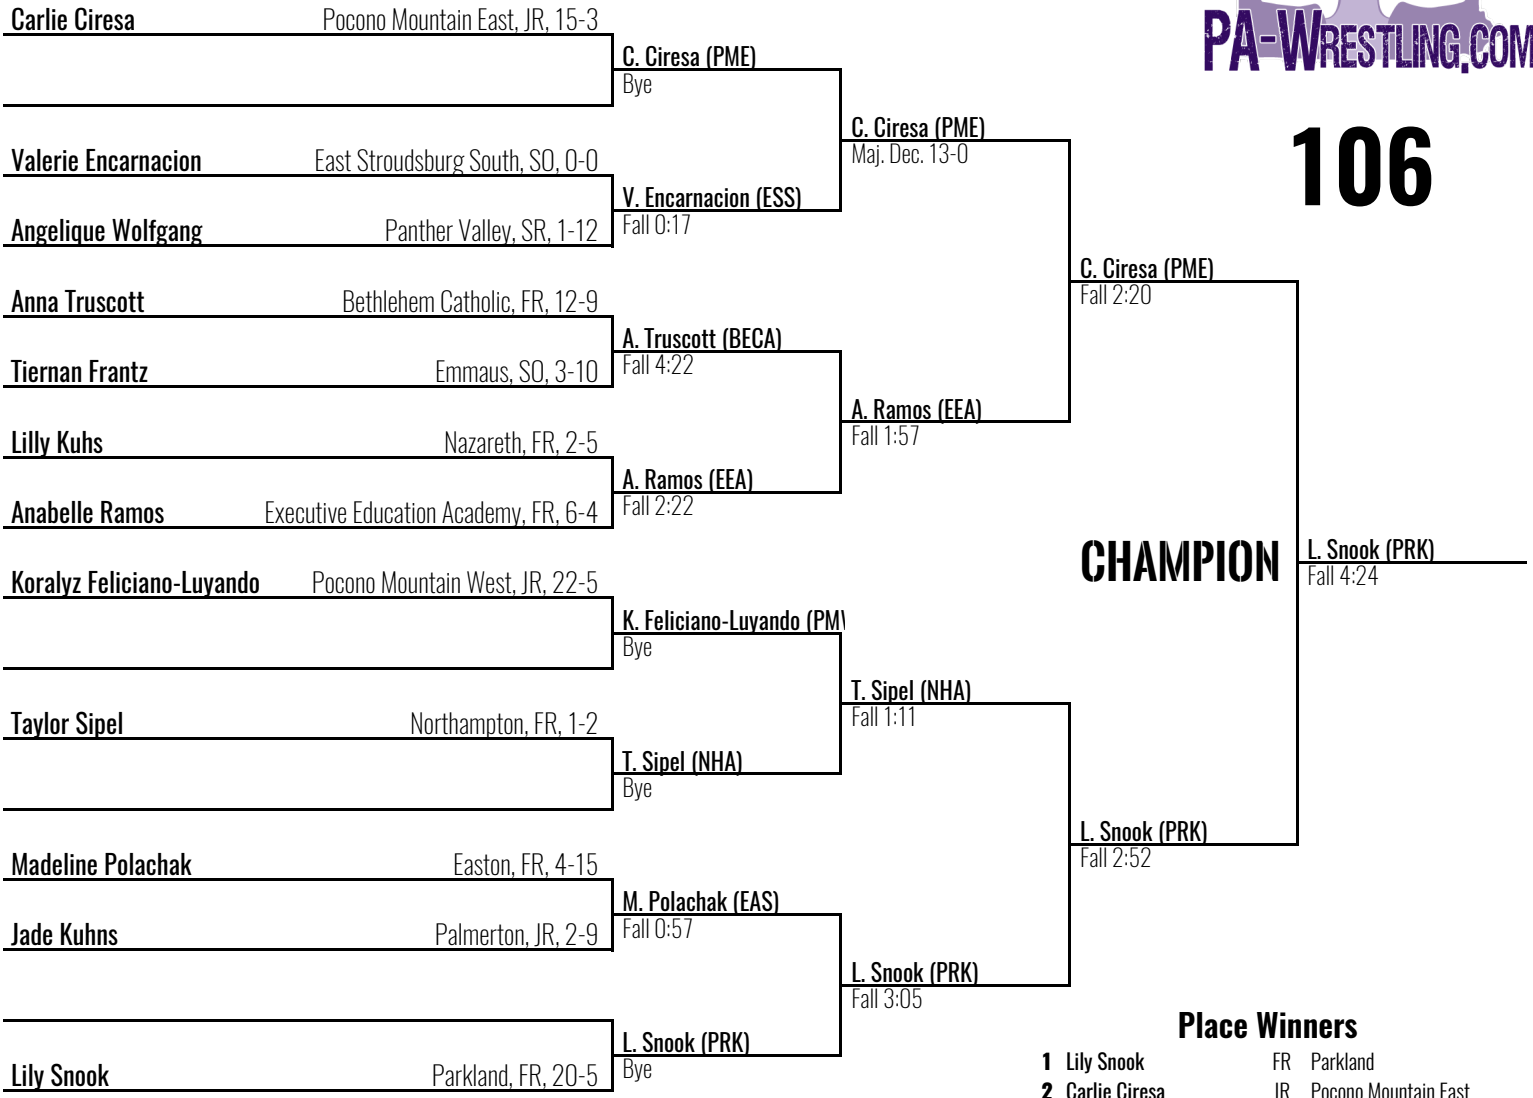 Carlie Ciresa Pocono Mountain East, JR, 15-3
PA-WRESTLING.COM
C. Ciresa (PME)
Bye
106
C. Ciresa (PME)
Maj. Dec. 13-0
Valerie Encarnacion East Stroudsburg South, SO, 0-0
V. Encarnacion (ESS)
Fall 0:17
Angelique Wolfgang Panther Valley, SR, 1-12
C. Ciresa (PME)
Fall 2:20
Anna Truscott Bethlehem Catholic, FR, 12-9
A. Truscott (BECA)
Fall 4:22
Tiernan Frantz Emmaus, SO, 3-10
A. Ramos (EEA)
Fall 1:57
Lilly Kuhs Nazareth, FR, 2-5
A. Ramos (EEA)
Fall 2:22
Anabelle Ramos Executive Education Academy, FR, 6-4
CHAMPION
L. Snook (PRK)
Fall 4:24
Koralyz Feliciano-Luyando Pocono Mountain West, JR, 22-5
K. Feliciano-Luyando (PM
Bye
T. Sipel (NHA)
Fall 1:11
Taylor Sipel Northampton, FR, 1-2
T. Sipel (NHA)
Bye
L. Snook (PRK)
Fall 2:52
Madeline Polachak Easton, FR, 4-15
M. Polachak (EAS)
Fall 0:57
Jade Kuhns Palmerton, JR, 2-9
L. Snook (PRK)
Fall 3:05
L. Snook (PRK)
Bye
Lily Snook Parkland, FR, 20-5
Place Winners
1 Lily Snook FR Parkland
2 Carlie Ciresa JR Pocono Mountain East